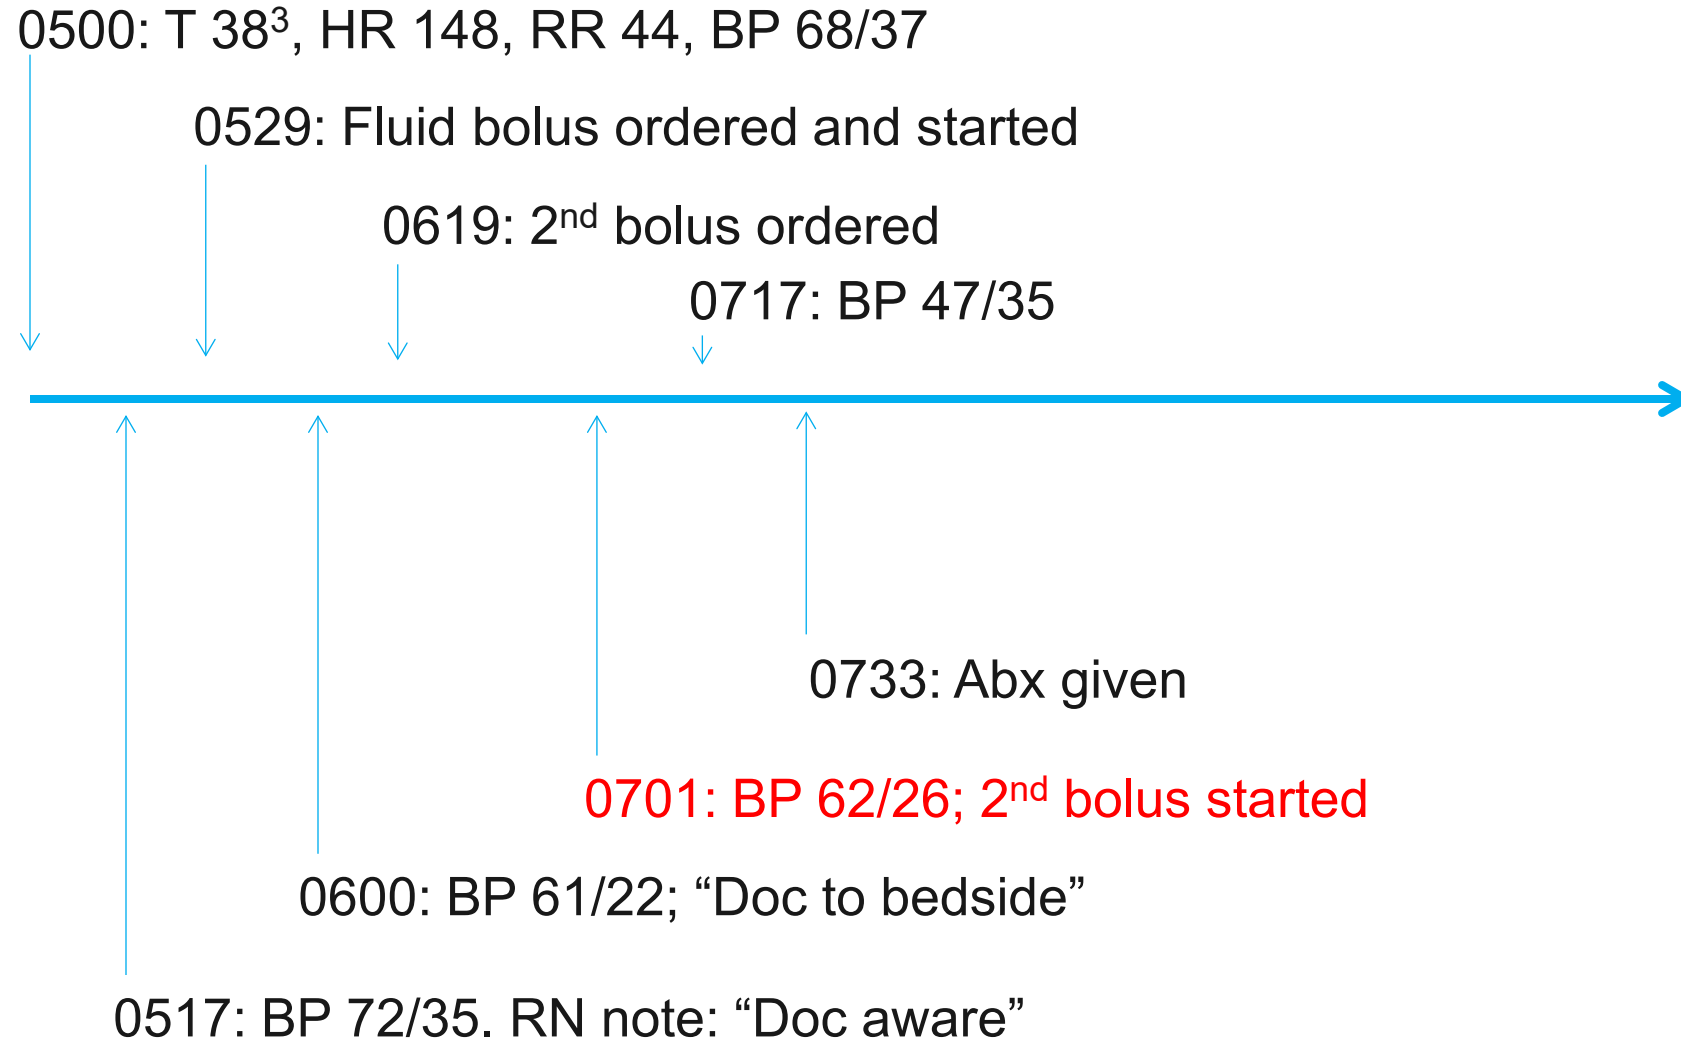 0500: T 38³, HR 148, RR 44, BP 68/37
0529: Fluid bolus ordered and started
0619: 2nd bolus ordered
0717: BP 47/35
0733: Abx given
0701: BP 62/26; 2nd bolus started
0600: BP 61/22; “Doc to bedside”
0517: BP 72/35. RN note: “Doc aware”